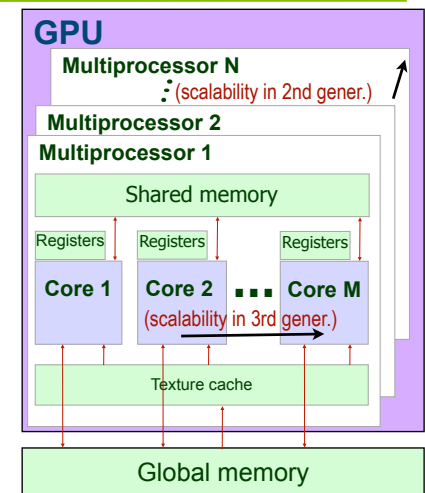 GPU
Multiprocessor N
(scalability in 2nd gener.)
Multiprocessor 2
Multiprocessor 1
Shared memory
Registers Registers Registers
Core 1 Core 2 ... Core M
(scalability in 3rd gener.)
Texture cache
Global memory